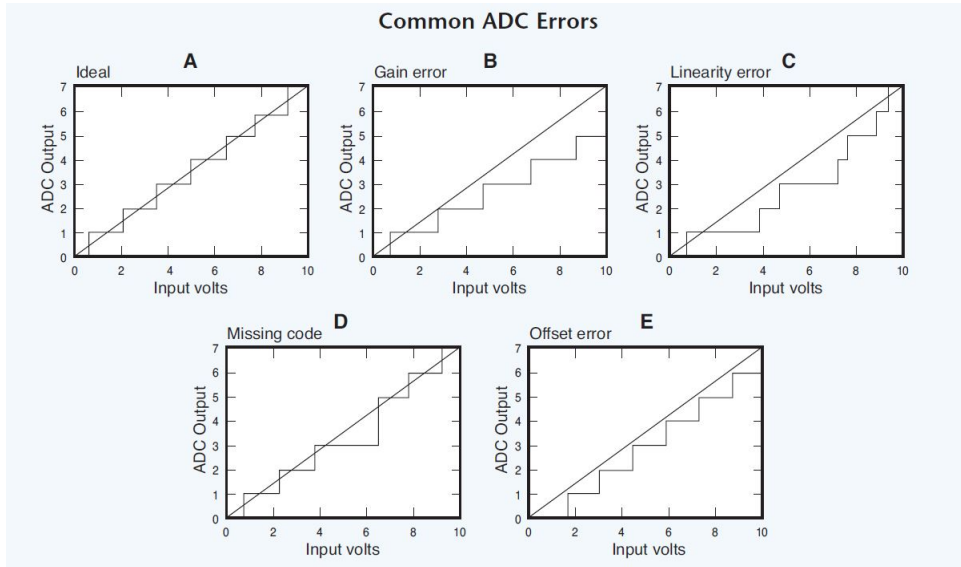 Common ADC Errors
A
Ideal
7
6
5
4
3
2
1
0
ADC Output
0 2 4 6 8 10
Input volts
B
Gain error
7
6
5
4
3
2
1
0
ADC Output
0 2 4 6 8 10
Input volts
C
Linearity error
7
6
5
4
3
2
1
0
ADC Output
0 2 4 6 8 10
Input volts
D
Missing code
7
6
5
4
3
2
1
0
ADC Output
0 2 4 6 8 10
Input volts
E
Offset error
7
6
5
4
3
2
1
0
ADC Output
0 2 4 6 8 10
Input volts